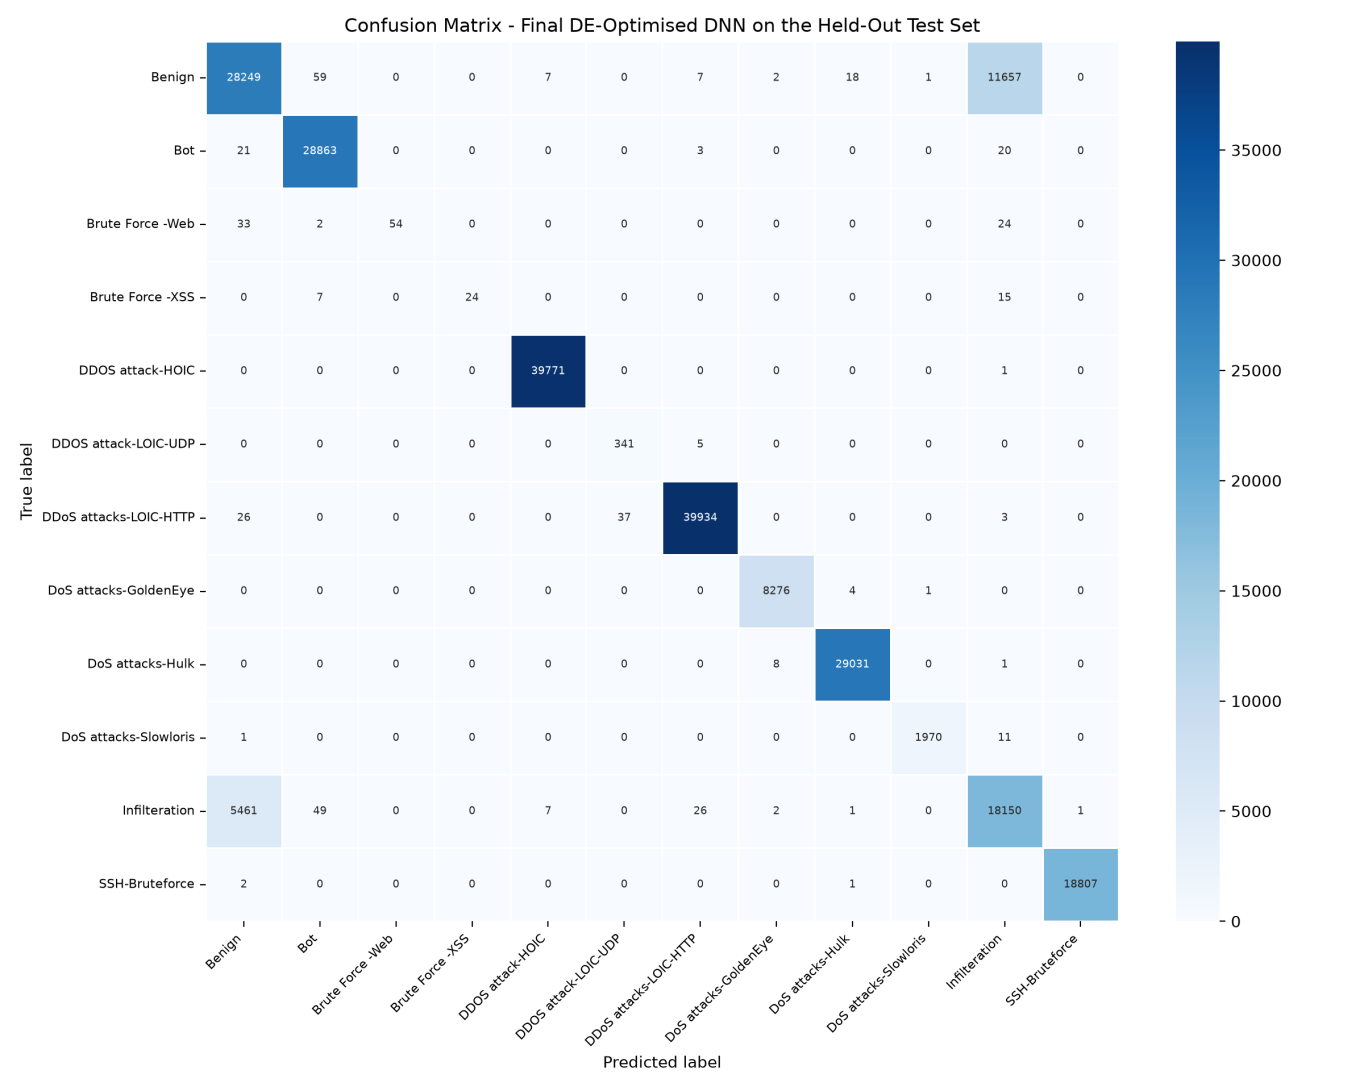 Confusion Matrix - Final DE-Optimised DNN on the Held-Out Test Set
Benign 28249 59 0 0 7 0 7 2 18 1 11657 0
Bot 21 28863 0 0 0 0 3 0 0 0 20 0
Brute Force -Web 33 2 54 0 0 0 0 0 0 0 24 0
Brute Force -XSS 0 7 0 24 0 0 0 0 0 0 15 0
DDOS attack-HOIC 0 0 0 0 39771 0 0 0 0 0 1 0
DDOS attack-LOIC-UDP 0 0 0 0 0 341 5 0 0 0 0 0
DDoS attacks-LOIC-HTTP 26 0 0 0 0 37 39934 0 0 0 3 0
DoS attacks-GoldenEye 0 0 0 0 0 0 0 8276 4 1 0 0
DoS attacks-Hulk 0 0 0 0 0 0 0 8 29031 0 1 0
DoS attacks-Slowloris 1 0 0 0 0 0 0 0 0 1970 11 0
Infilteration 5461 49 0 0 7 0 26 2 1 0 18150 1
SSH-Bruteforce 2 0 0 0 0 0 0 0 1 0 0 18807
True label
Benign
Bot
Brute Force -Web
Brute Force -XSS
DDOS attack-HOIC
DDOS attack-LOIC-UDP
DDoS attacks-LOIC-HTTP
DoS attacks-GoldenEye
DoS attacks-Hulk
DoS attacks-Slowloris
Infilteration
SSH-Bruteforce
Predicted label
35000
30000
25000
20000
15000
10000
5000
0